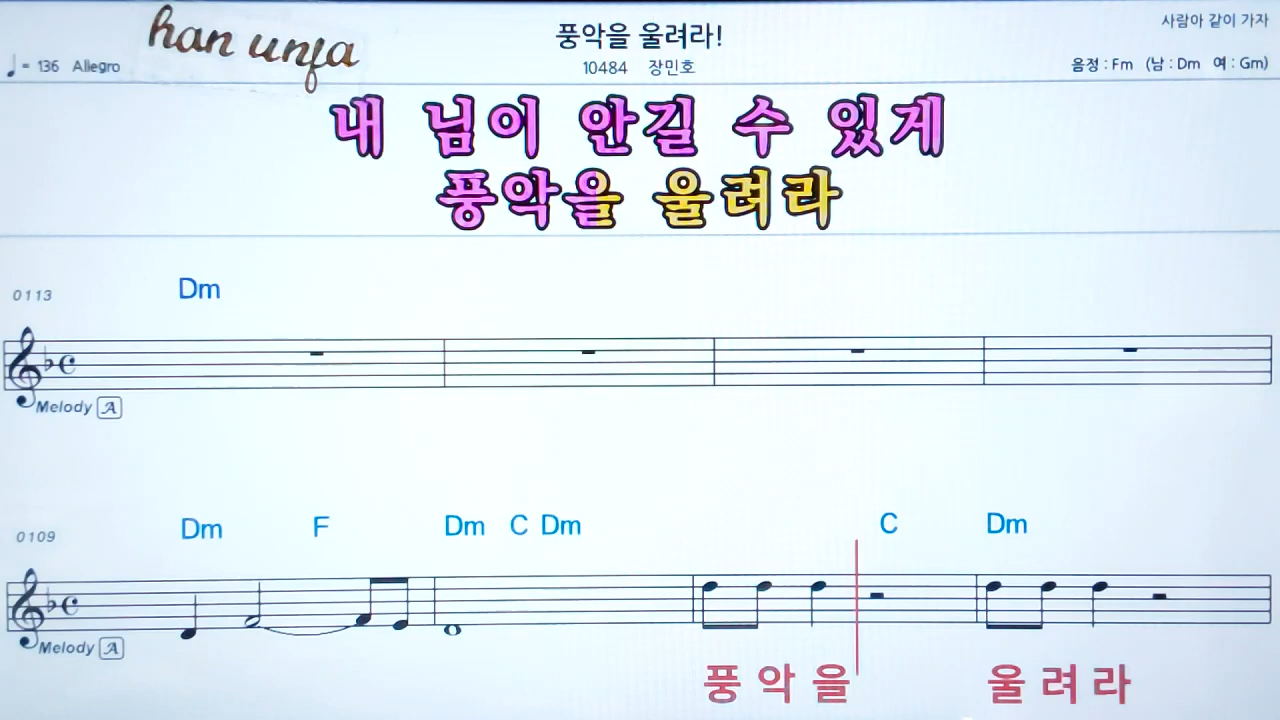 han unfa
풍악을 울려라!
사람아 같이 가자
♩= 136 Allegro
10484 장민호
음정 : Fm (남 : Dm 여 : Gm)
내 님이 안길 수 있게
풍악을 울려라
0113 Dm
Melody A
0109 Dm F Dm C Dm C Dm
Melody A
풍 악 을 울 려 라